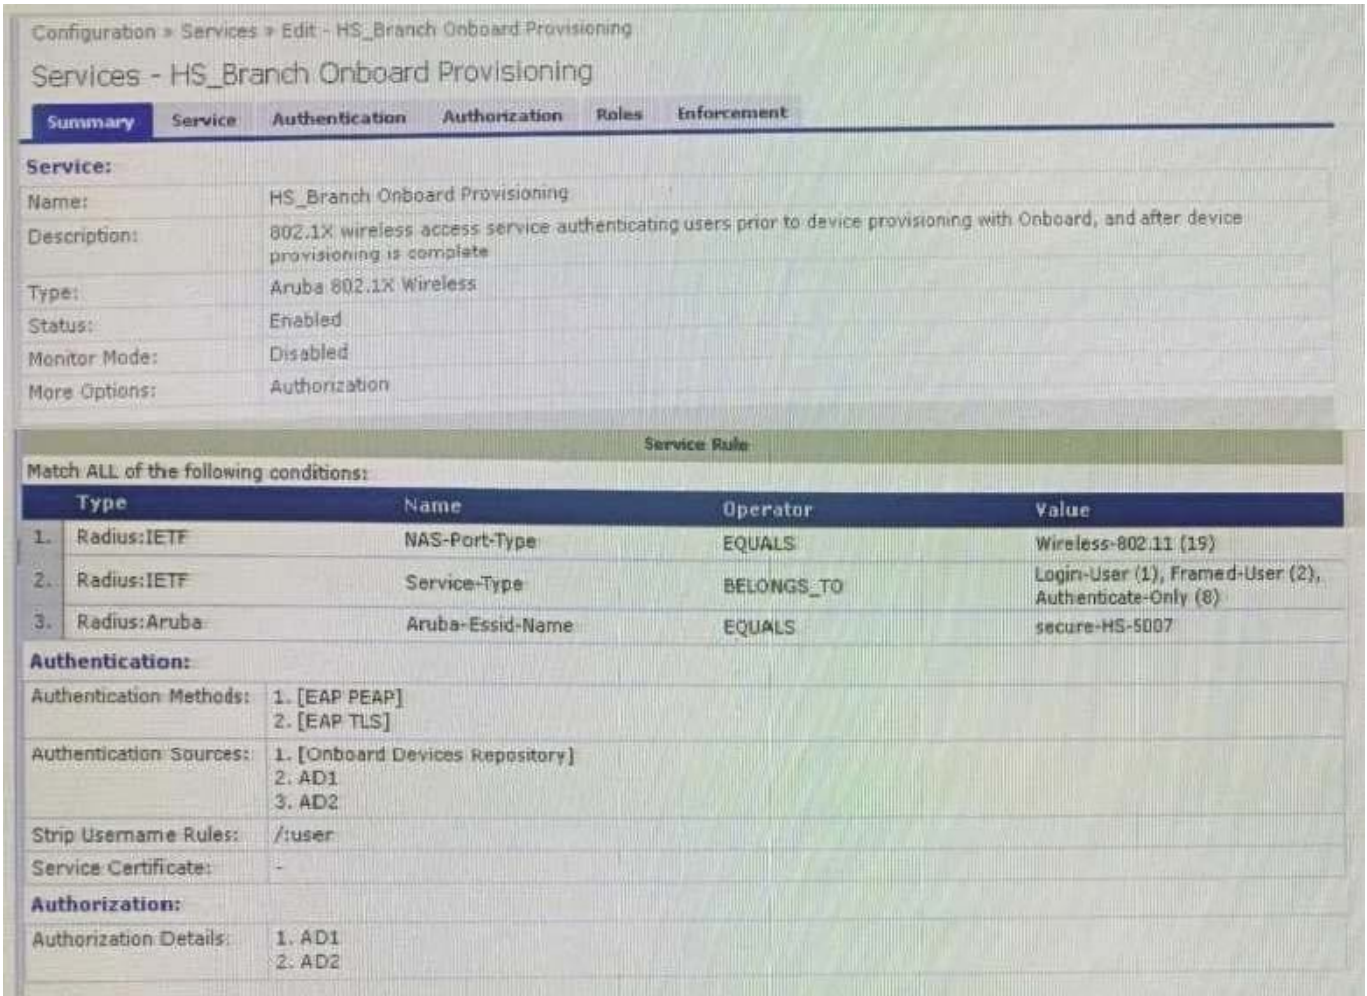 Configuration » Services » Edit - HS_Branch Onboard Provisioning
Services - HS_Branch Onboard Provisioning
Summary Service Authentication Authorization Roles Enforcement
Service:
Name: HS_Branch Onboard Provisioning
Description: 802.1X wireless access service authenticating users prior to device provisioning with Onboard, and after device
provisioning is complete
Type: Aruba 802.1X Wireless
Status: Enabled
Monitor Mode: Disabled
More Options: Authorization
Service Rule
Match ALL of the following conditions:
Type Name Operator Value
1. Radius:IETF NAS-Port-Type EQUALS Wireless-802.11 (19)
2. Radius:IETF Service-Type BELONGS_TO Login-User (1), Framed-User (2),
Authenticate-Only (8)
3. Radius:Aruba Aruba-Essid-Name EQUALS secure-HS-5007
Authentication:
Authentication Methods: 1. [EAP PEAP]
2. [EAP TLS]
Authentication Sources: 1. [Onboard Devices Repository]
2. AD1
3. AD2
Strip Username Rules: /:user
Service Certificate: -
Authorization:
Authorization Details: 1. AD1
2. AD2